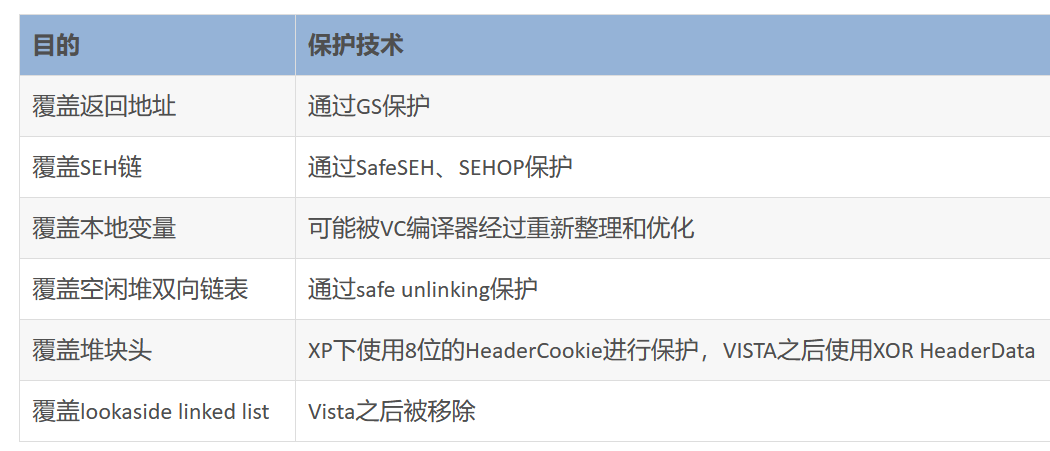 目的 保护技术
覆盖返回地址 通过GS保护
覆盖SEH链 通过SafeSEH、SEHOP保护
覆盖本地变量 可能被VC编译器经过重新整理和优化
覆盖空闲堆双向链表 通过safe unlinking保护
覆盖堆块头 XP下使用8位的HeaderCookie进行保护，VISTA之后使用XOR HeaderData
覆盖lookaside linked list Vista之后被移除